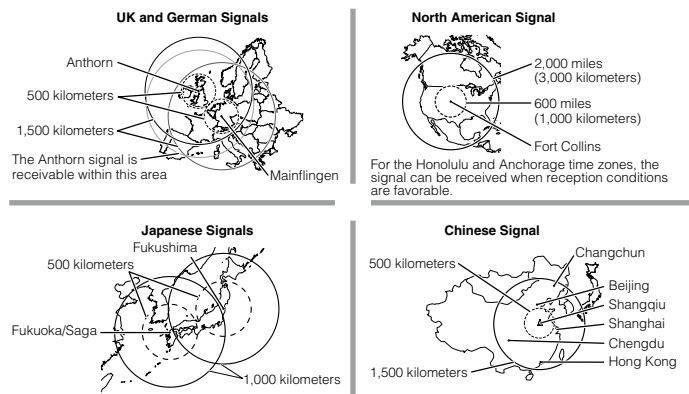 UK and German Signals
Anthorn
500 kilometers
1,500 kilometers
The Anthorn signal is
receivable within this area
Mainflingen
North American Signal
2,000 miles
(3,000 kilometers)
600 miles
(1,000 kilometers)
Fort Collins
For the Honolulu and Anchorage time zones, the
signal can be received when reception conditions
are favorable.
Japanese Signals
Fukushima
500 kilometers
Fukuoka/Saga
1,000 kilometers
Chinese Signal
500 kilometers
Changchun
Beijing
Shangqiu
Shanghai
Chengdu
Hong Kong
1,500 kilometers